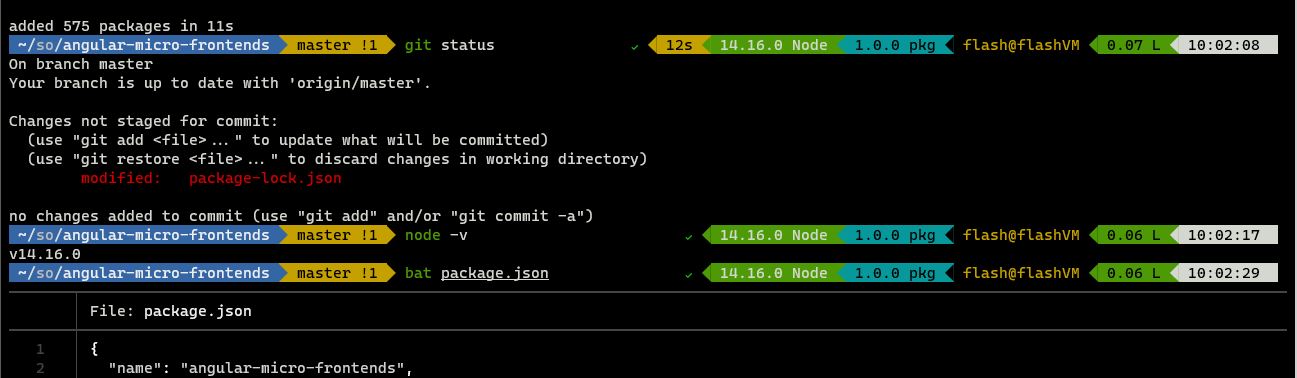 added 575 packages in 11s
~/so/angular-micro-frontends master !1 git status ✓ 12s 14.16.0 Node 1.0.0 pkg flash@flashVM 0.07 L 10:02:08
On branch master
Your branch is up to date with 'origin/master'.
Changes not staged for commit:
(use "git add <file>..." to update what will be committed)
(use "git restore <file>..." to discard changes in working directory)
modified: package-lock.json
no changes added to commit (use "git add" and/or "git commit -a")
~/so/angular-micro-frontends master !1 node -v ✓ 14.16.0 Node 1.0.0 pkg flash@flashVM 0.06 L 10:02:17
v14.16.0
~/so/angular-micro-frontends master !1 bat package.json ✓ 14.16.0 Node 1.0.0 pkg flash@flashVM 0.06 L 10:02:29
File: package.json
1 {
2 "name": "angular-micro-frontends",